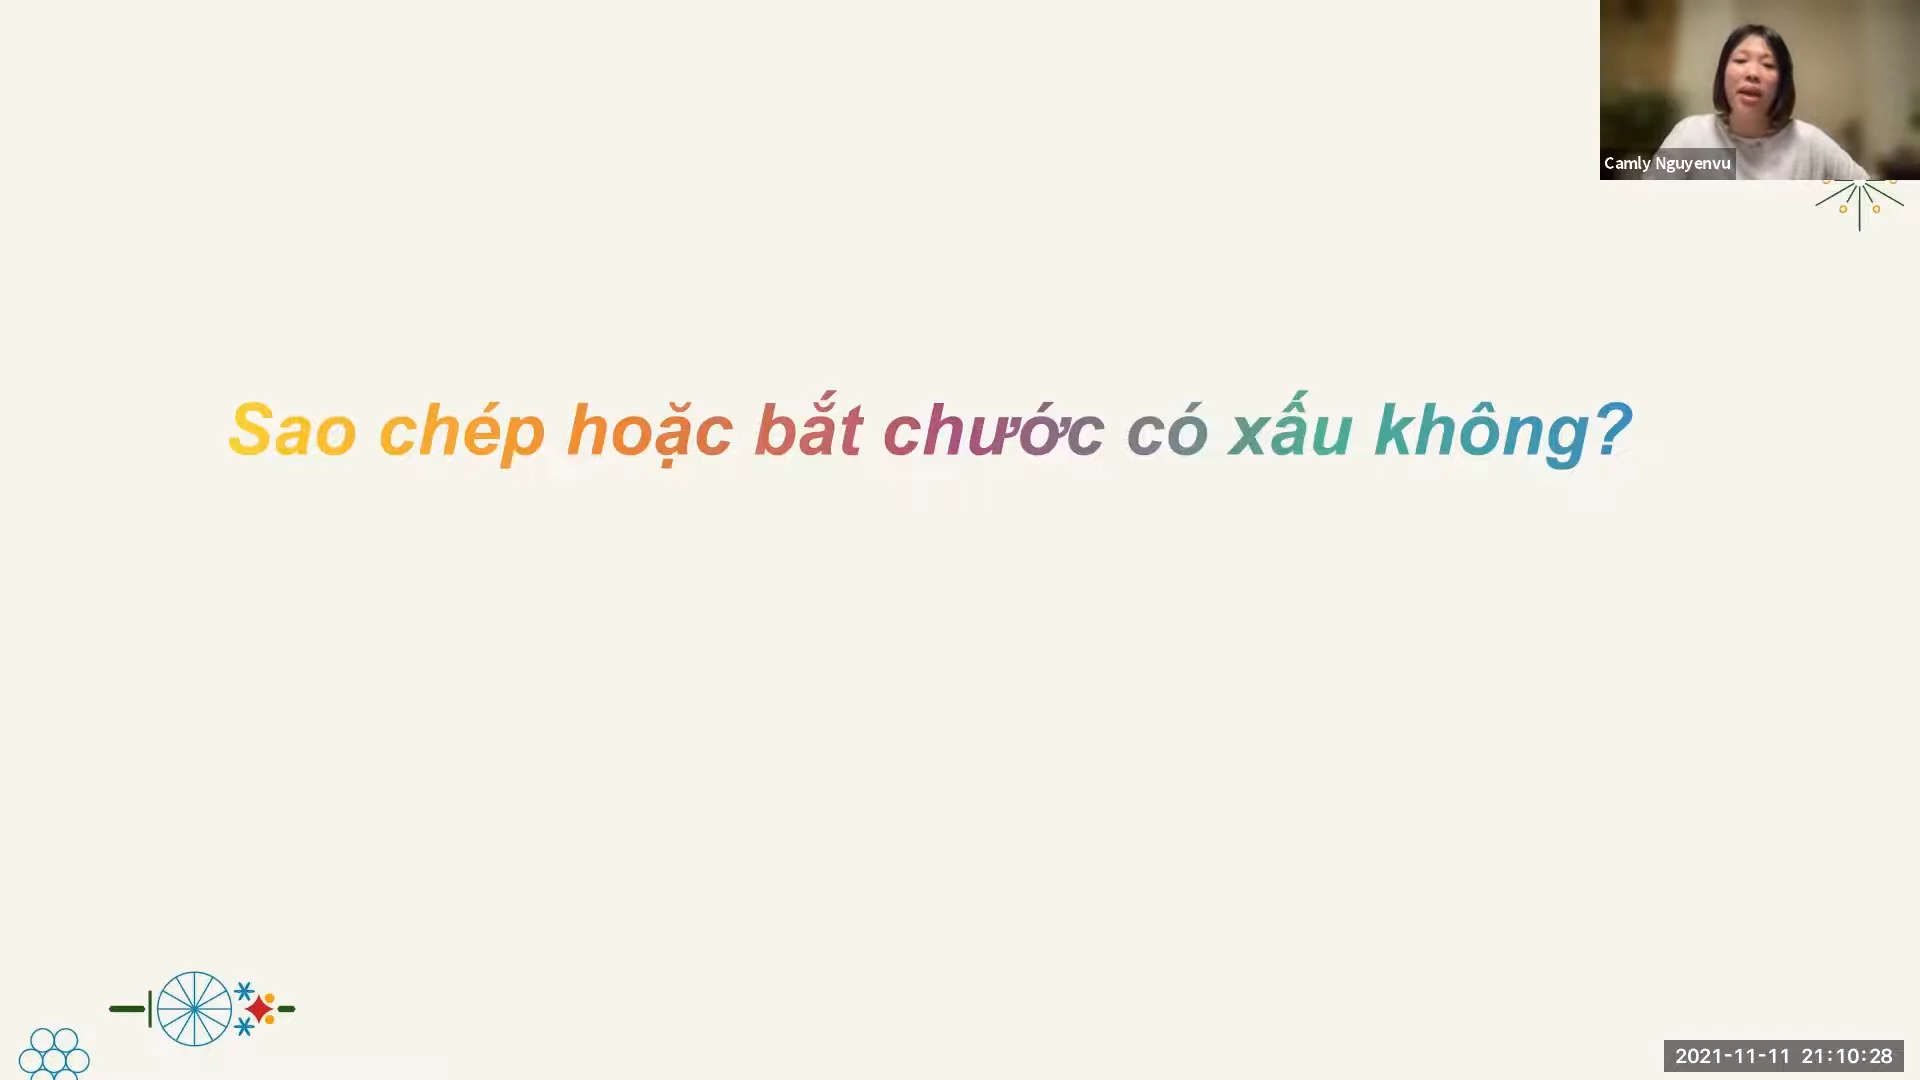 Camly Nguyenvu
Sao chép hoặc bắt chước có xấu không?
2021-11-11 21:10:28